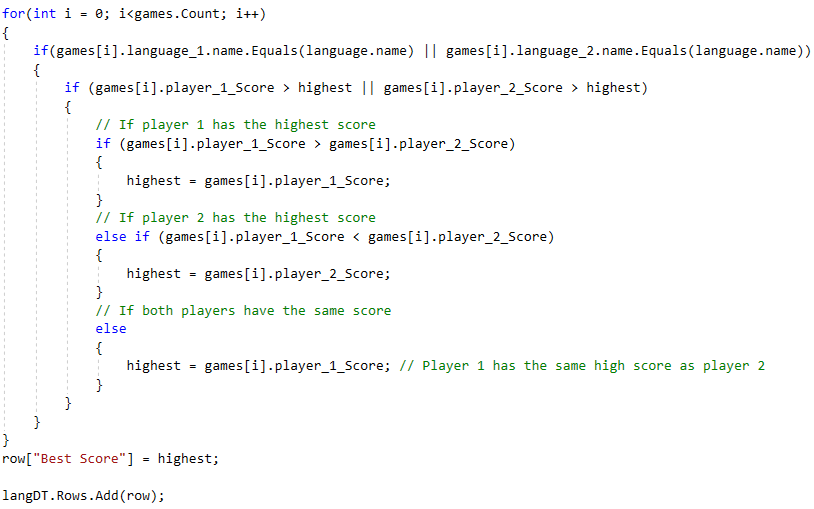 for(int i = 0; i<games.Count; i++)
{
if(games[i].language_1.name.Equals(language.name) || games[i].language_2.name.Equals(language.name))
{
if (games[i].player_1_Score > highest || games[i].player_2_Score > highest)
{
// If player 1 has the highest score
if (games[i].player_1_Score > games[i].player_2_Score)
{
highest = games[i].player_1_Score;
}
// If player 2 has the highest score
else if (games[i].player_1_Score < games[i].player_2_Score)
{
highest = games[i].player_2_Score;
}
// If both players have the same score
else
{
highest = games[i].player_1_Score; // Player 1 has the same high score as player 2
}
}
}
}
row["Best Score"] = highest;
langDT.Rows.Add(row);